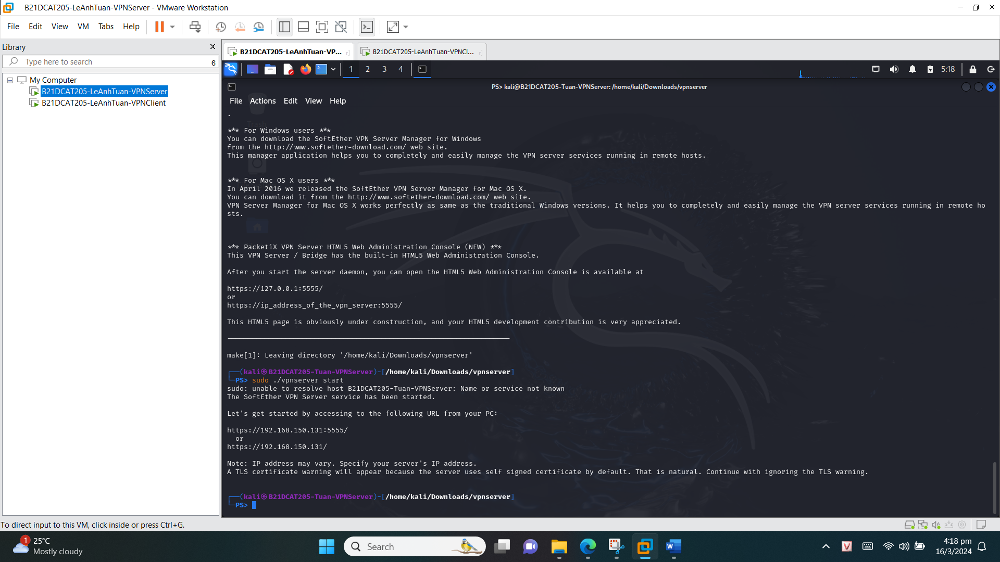 B21DCAT205-LeAnhTuan-VPNServer - VMware Workstation
File Edit View VM Tabs Help
Library
Type here to search
6
My Computer
B21DCAT205-LeAnhTuan-VPNServer
B21DCAT205-LeAnhTuan-VPNClient
B21DCAT205-LeAnhTuan-VP...
B21DCAT205-LeAnhTuan-VPNCl...
1 2 3 4
5:18
PS> kali@B21DCAT205-Tuan-VPNServer: /home/kali/Downloads/vpnserver
File Actions Edit View Help
.
Trash
*** For Windows users ***
You can download the SoftEther VPN Server Manager for Windows
from the http://www.softether-download.com/ web site.
This manager application helps you to completely and easily manage the VPN server services running in remote hosts.
*** For Mac OS X users ***
In April 2016 we released the SoftEther VPN Server Manager for Mac OS X.
You can download it from the http://www.softether-download.com/ web site.
VPN Server Manager for Mac OS X works perfectly as same as the traditional Windows versions. It helps you to completely and easily manage the VPN server services running in remote ho
sts.
*** PacketiX VPN Server HTML5 Web Administration Console (NEW) ***
This VPN Server / Bridge has the built-in HTML5 Web Administration Console.
After you start the server daemon, you can open the HTML5 Web Administration Console is available at
https://127.0.0.1:5555/
or
https://ip_address_of_the_vpn_server:5555/
This HTML5 page is obviously under construction, and your HTML5 development contribution is very appreciated.
make[1]: Leaving directory '/home/kali/Downloads/vpnserver'
┌──(kali㉿B21DCAT205-Tuan-VPNServer)-[/home/kali/Downloads/vpnserver]
└─PS> sudo ./vpnserver start
sudo: unable to resolve host B21DCAT205-Tuan-VPNServer: Name or service not known
The SoftEther VPN Server service has been started.
Let's get started by accessing to the following URL from your PC:
https://192.168.150.131:5555/
or
https://192.168.150.131/
Note: IP address may vary. Specify your server's IP address.
A TLS certificate warning will appear because the server uses self signed certificate by default. That is natural. Continue with ignoring the TLS warning.
┌──(kali㉿B21DCAT205-Tuan-VPNServer)-[/home/kali/Downloads/vpnserver]
└─PS>
To direct input to this VM, click inside or press Ctrl+G.
1
25°C
Mostly cloudy
Search
4:18 pm
16/3/2024